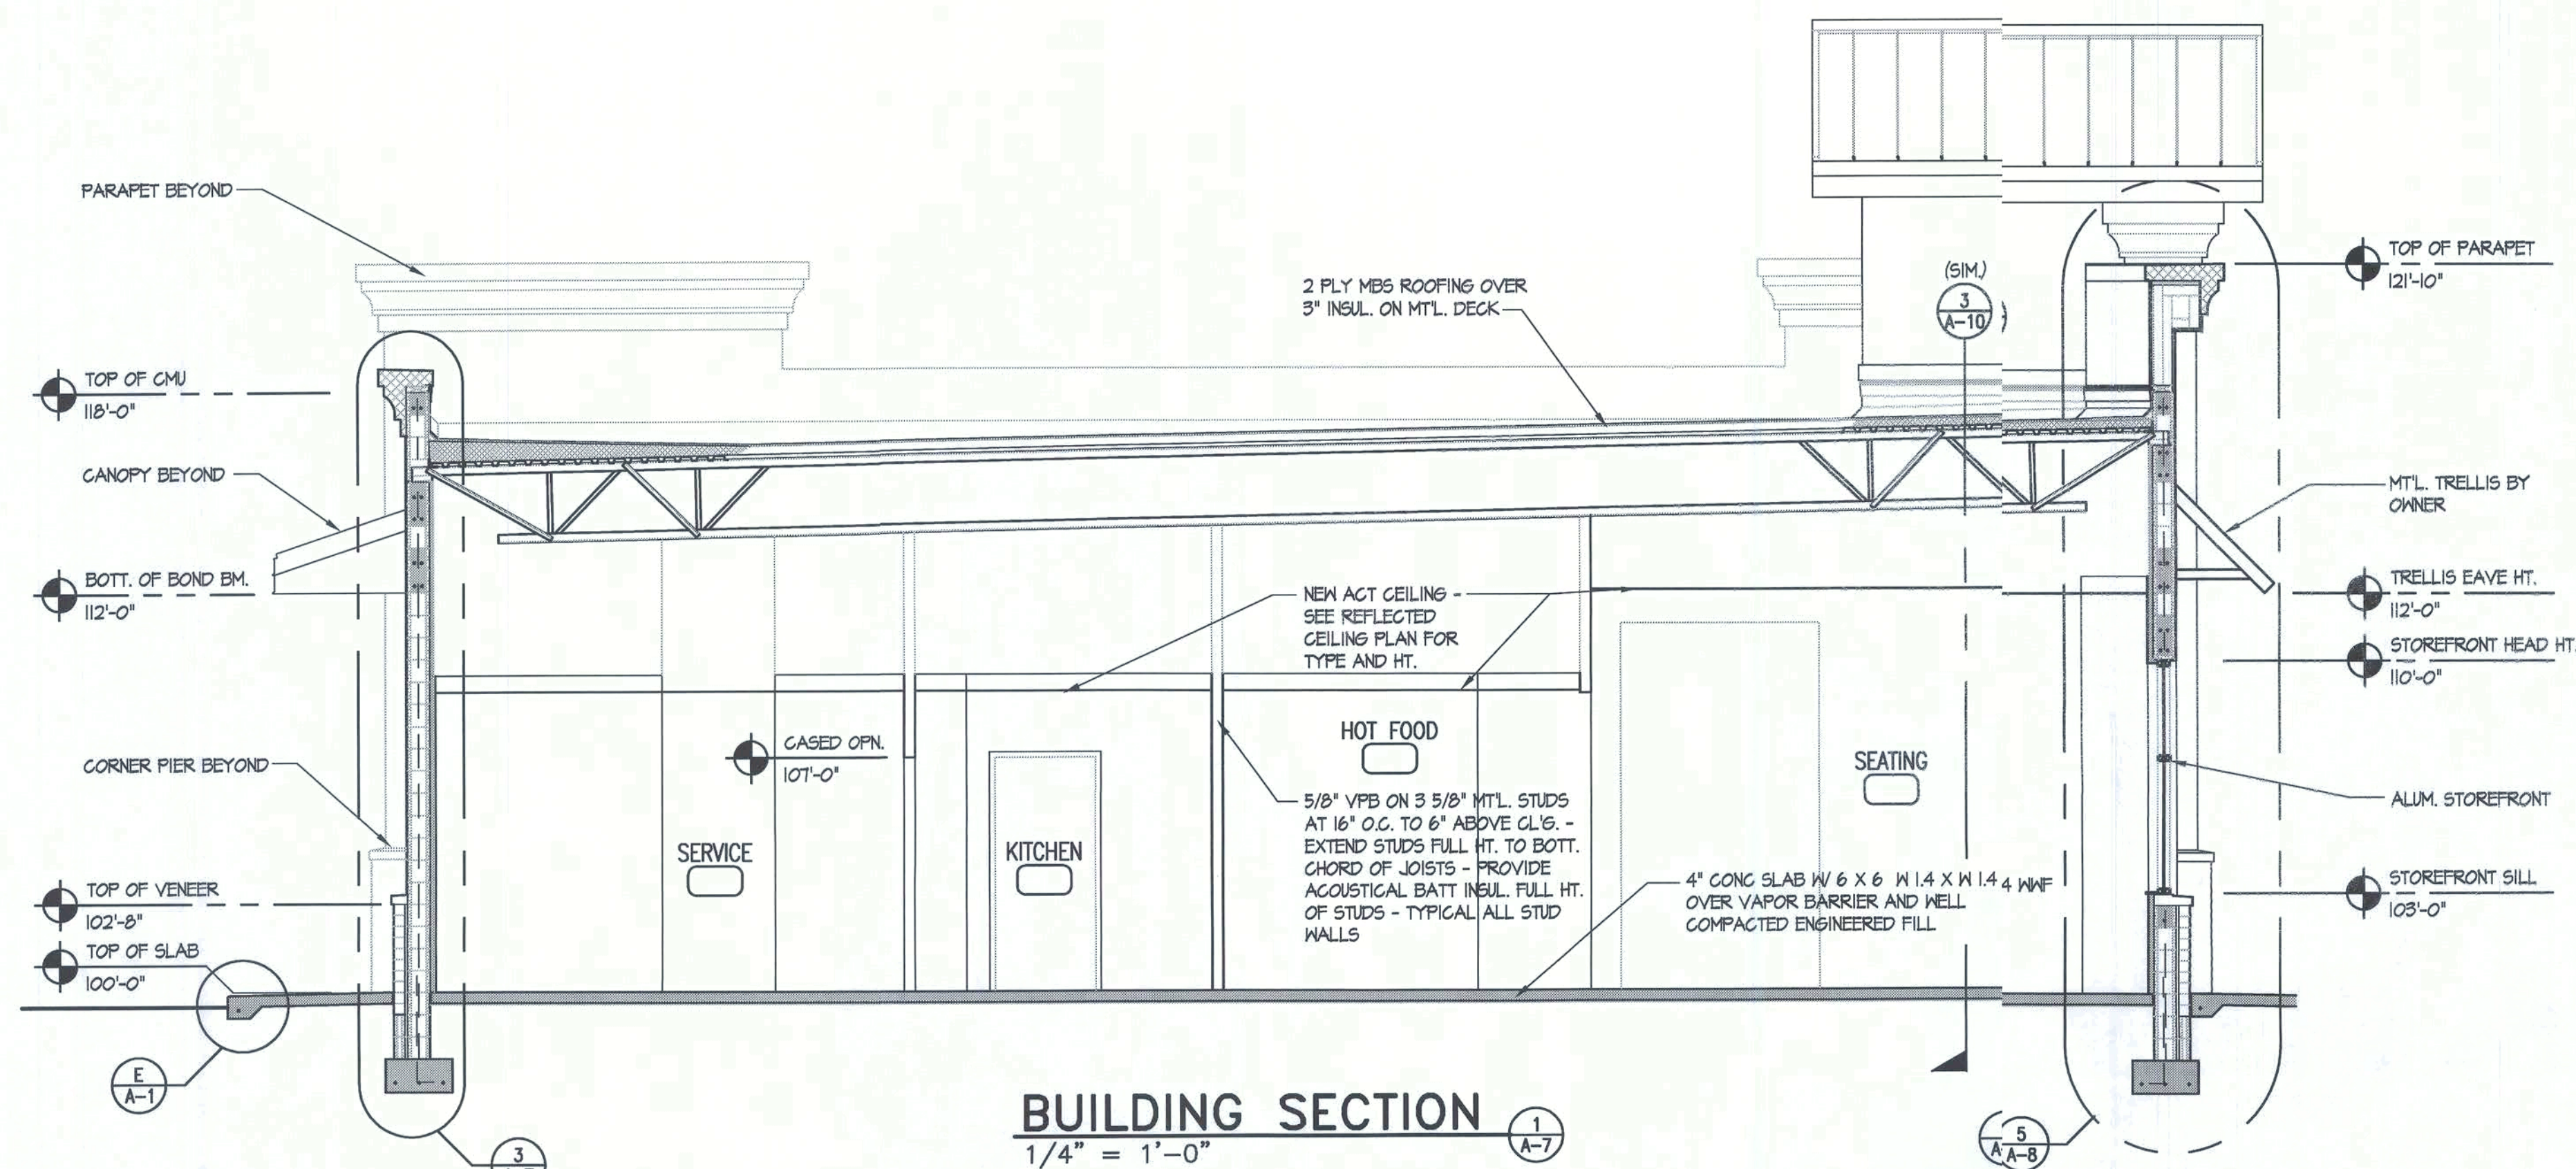 PARAPET BEYOND
2 PLY MBS ROOFING OVER
3" INSUL. ON MT'L. DECK
(SIM.)
3
A-10
TOP OF PARAPET
121'-10"
TOP OF CMU
118'-0"
CANOPY BEYOND
MT'L. TRELLIS BY
OWNER
BOTT. OF BOND BM.
112'-0"
NEW ACT CEILING -
SEE REFLECTED
CEILING PLAN FOR
TYPE AND HT.
TRELLIS EAVE HT.
112'-0"
STOREFRONT HEAD HT.
110'-0"
CASED OPN.
107'-0"
HOT FOOD
SEATING
CORNER PIER BEYOND
5/8" VPB ON 3 5/8" MT'L. STUDS
AT 16" O.C. TO 6" ABOVE CL'G. -
EXTEND STUDS FULL HT. TO BOTT.
CHORD OF JOISTS - PROVIDE
ACOUSTICAL BATT INSUL. FULL HT.
OF STUDS - TYPICAL ALL STUD
WALLS
ALUM. STOREFRONT
SERVICE
KITCHEN
4" CONC SLAB W/ 6 X 6 W 1.4 X W 1.4 4 WWF
OVER VAPOR BARRIER AND WELL
COMPACTED ENGINEERED FILL
TOP OF VENEER
102'-8"
STOREFRONT SILL
103'-0"
TOP OF SLAB
100'-0"
E
A-1
BUILDING SECTION
1/4" = 1'-0"
1
A-7
3
5
A A-8